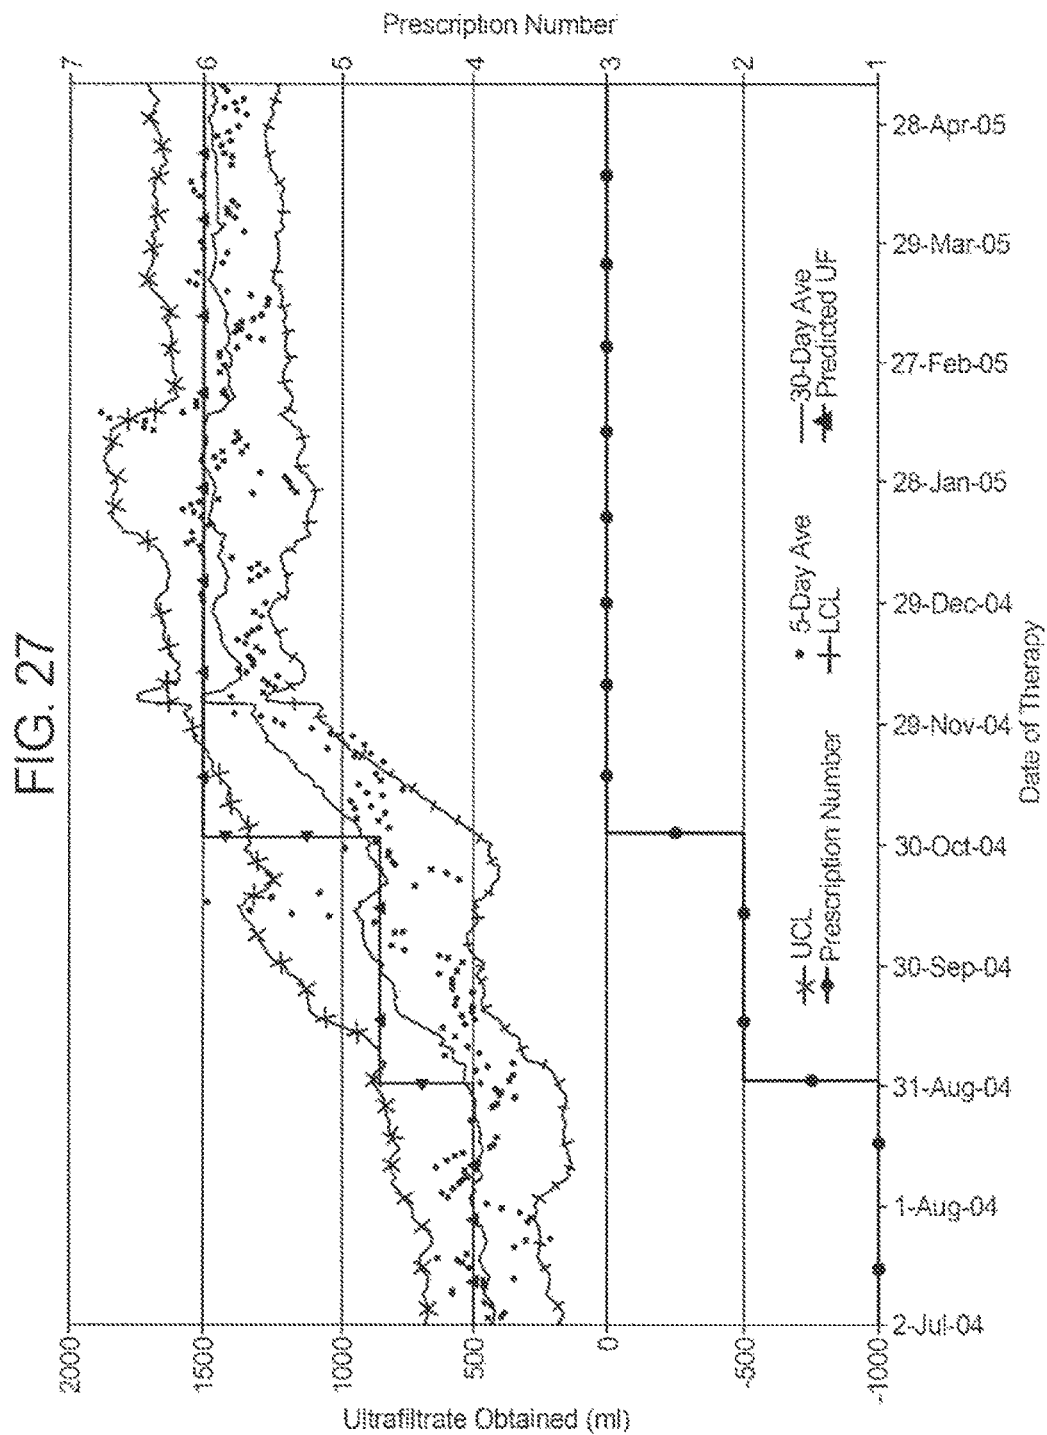 FIG. 27
Ultrafiltrate Obtained (ml)
2000
1500
1000
500
0
-500
-1000
Prescription Number
7
6
5
4
3
2
1
2-Jul-04
1-Aug-04
31-Aug-04
30-Sep-04
30-Oct-04
29-Nov-04
29-Dec-04
28-Jan-05
27-Feb-05
29-Mar-05
28-Apr-05
Date of Therapy
UCL
5-Day Ave
30-Day Ave
Prescription Number
LCL
Predicted UF